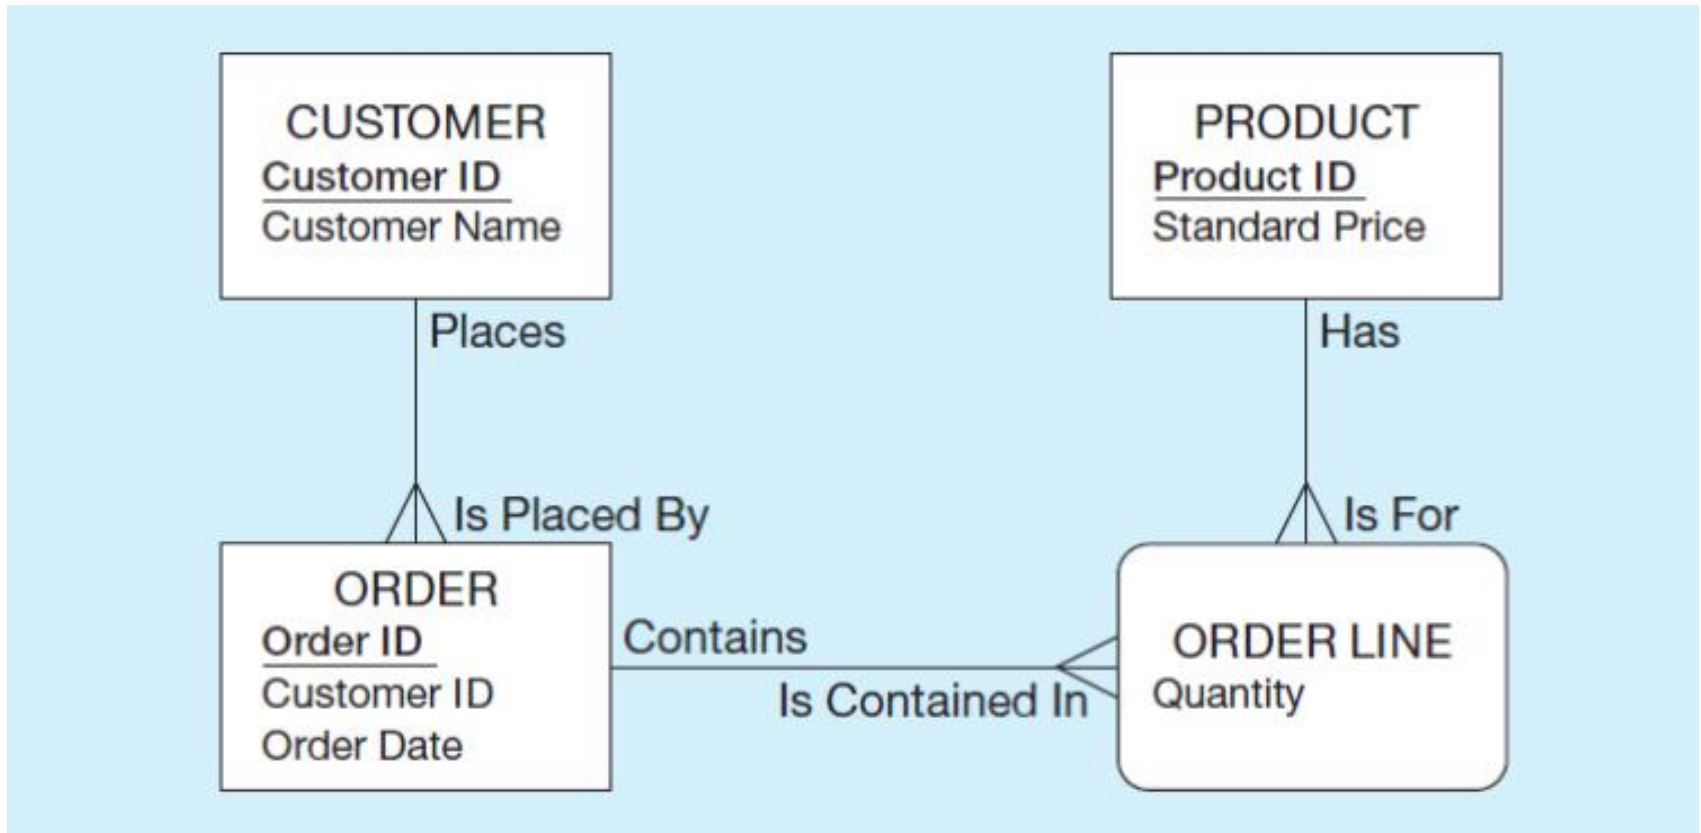 CUSTOMER
Customer ID
Customer Name
PRODUCT
Product ID
Standard Price
Places
Has
Is Placed By
Is For
ORDER
Order ID
Customer ID
Order Date
Contains
Is Contained In
ORDER LINE
Quantity